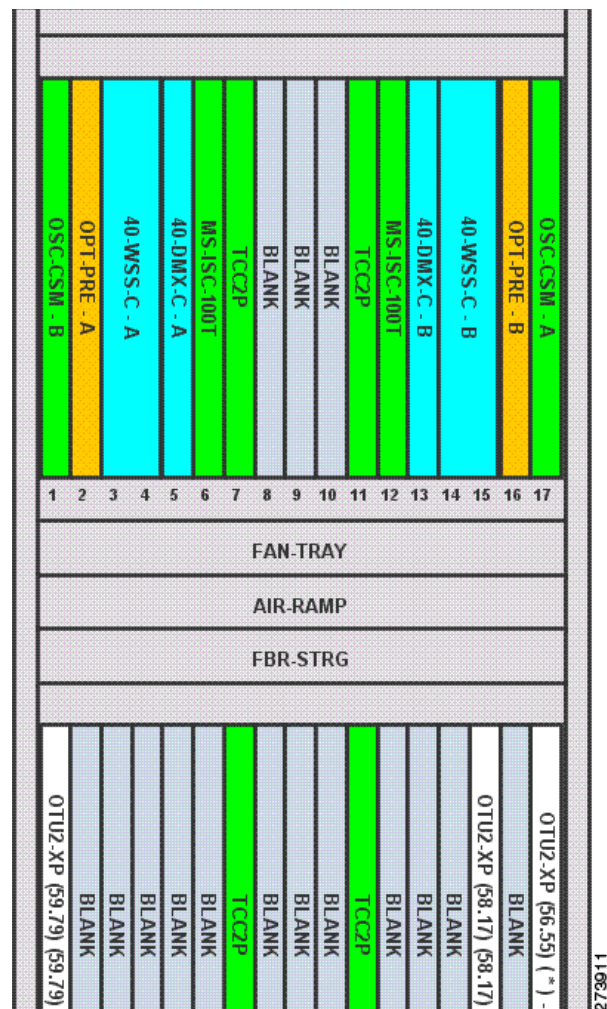 OSC-CSM - B
OPT-PRE - A
40-WSS-C - A
40-DMX-C - A
MS-ISC-100T
TCC2P
BLANK
BLANK
BLANK
TCC2P
MS-ISC-100T
40-DMX-C - B
40-WSS-C - B
OPT-PRE - B
OSC-CSM - A
1 2 3 4 5 6 7 8 9 10 11 12 13 14 15 16 17
FAN-TRAY
AIR-RAMP
FBR-STRG
OTU2-XP (59.79) (59.79)
BLANK
BLANK
BLANK
BLANK
BLANK
TCC2P
BLANK
BLANK
BLANK
TCC2P
BLANK
BLANK
BLANK
OTU2-XP (58.17) (58.17)
BLANK
OTU2-XP (56.55) ( * ) -
273911